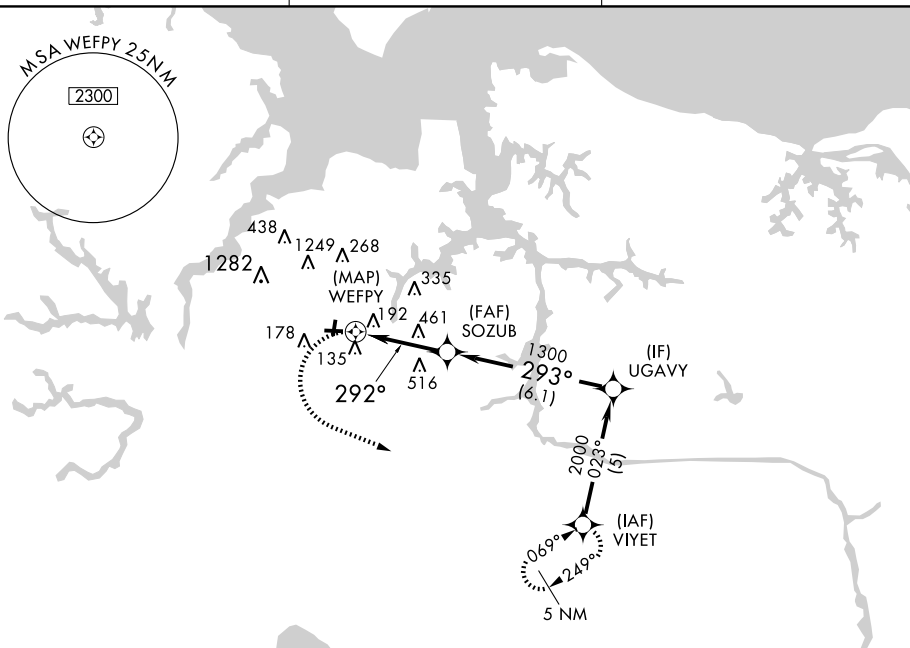 MSA WEFPY 25NM
2300
438
1249
268
1282
(MAP)
WEFPY
335
192
461
(FAF)
SOZUB
178
135
516
292°
1300
293°
(6.1)
(IF)
UGAVY
2000
023°
(5)
(IAF)
VIYET
069°
249°
5 NM